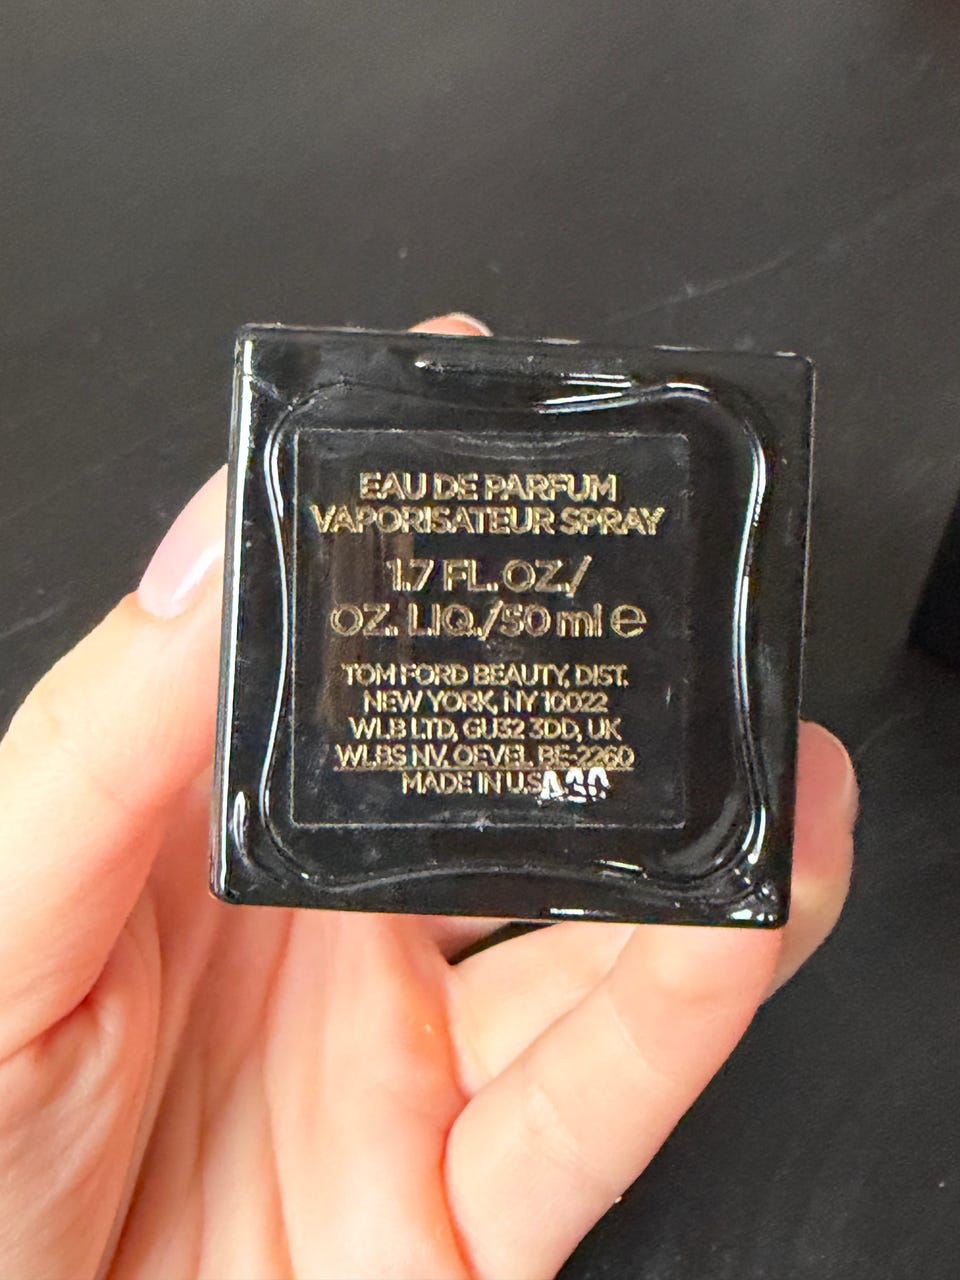 EAU DE PARFUM
VAPORISATEUR SPRAY
1.7 FL. OZ./
OZ. LIQ./50 ml e
TOM FORD BEAUTY, DIST.
NEW YORK, NY 10022
WLB LTD, GU32 3DD, UK
WLBS NV, OEVEL BE-2260
MADE IN U.S.